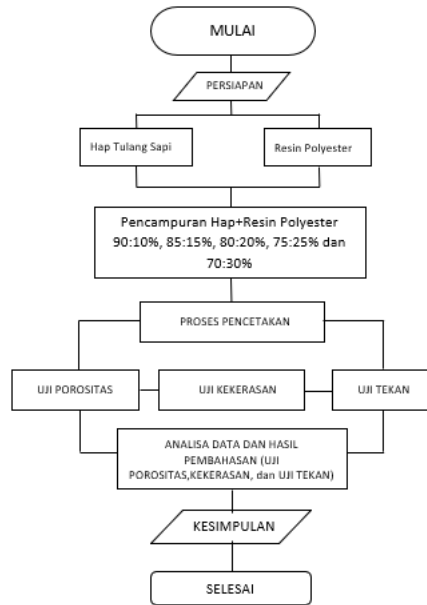 MULAI
PERSIAPAN
Hap Tulang Sapi
Resin Polyester
Pencampuran Hap+Resin Polyester
90:10%, 85:15%, 80:20%, 75:25% dan
70:30%
PROSES PENCETAKAN
UJI POROSITAS
UJI KEKERASAN
UJI TEKAN
ANALISA DATA DAN HASIL
PEMBAHASAN (UJI
POROSITAS,KEKERASAN, dan UJI TEKAN)
KESIMPULAN
SELESAI